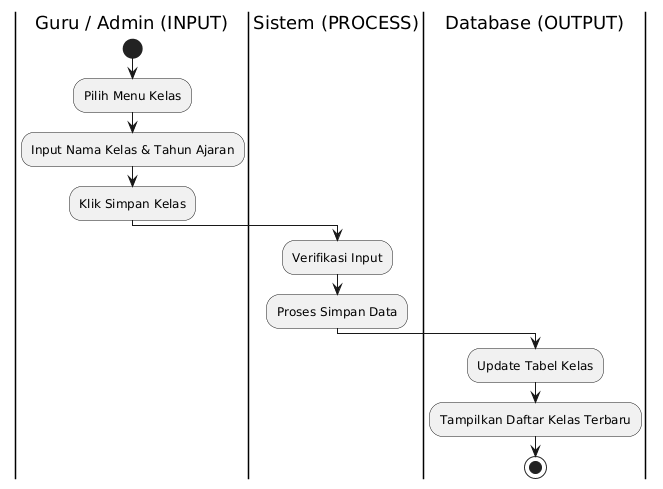 Guru / Admin (INPUT)
Sistem (PROCESS)
Database (OUTPUT)
Pilih Menu Kelas
Input Nama Kelas & Tahun Ajaran
Klik Simpan Kelas
Verifikasi Input
Proses Simpan Data
Update Tabel Kelas
Tampilkan Daftar Kelas Terbaru